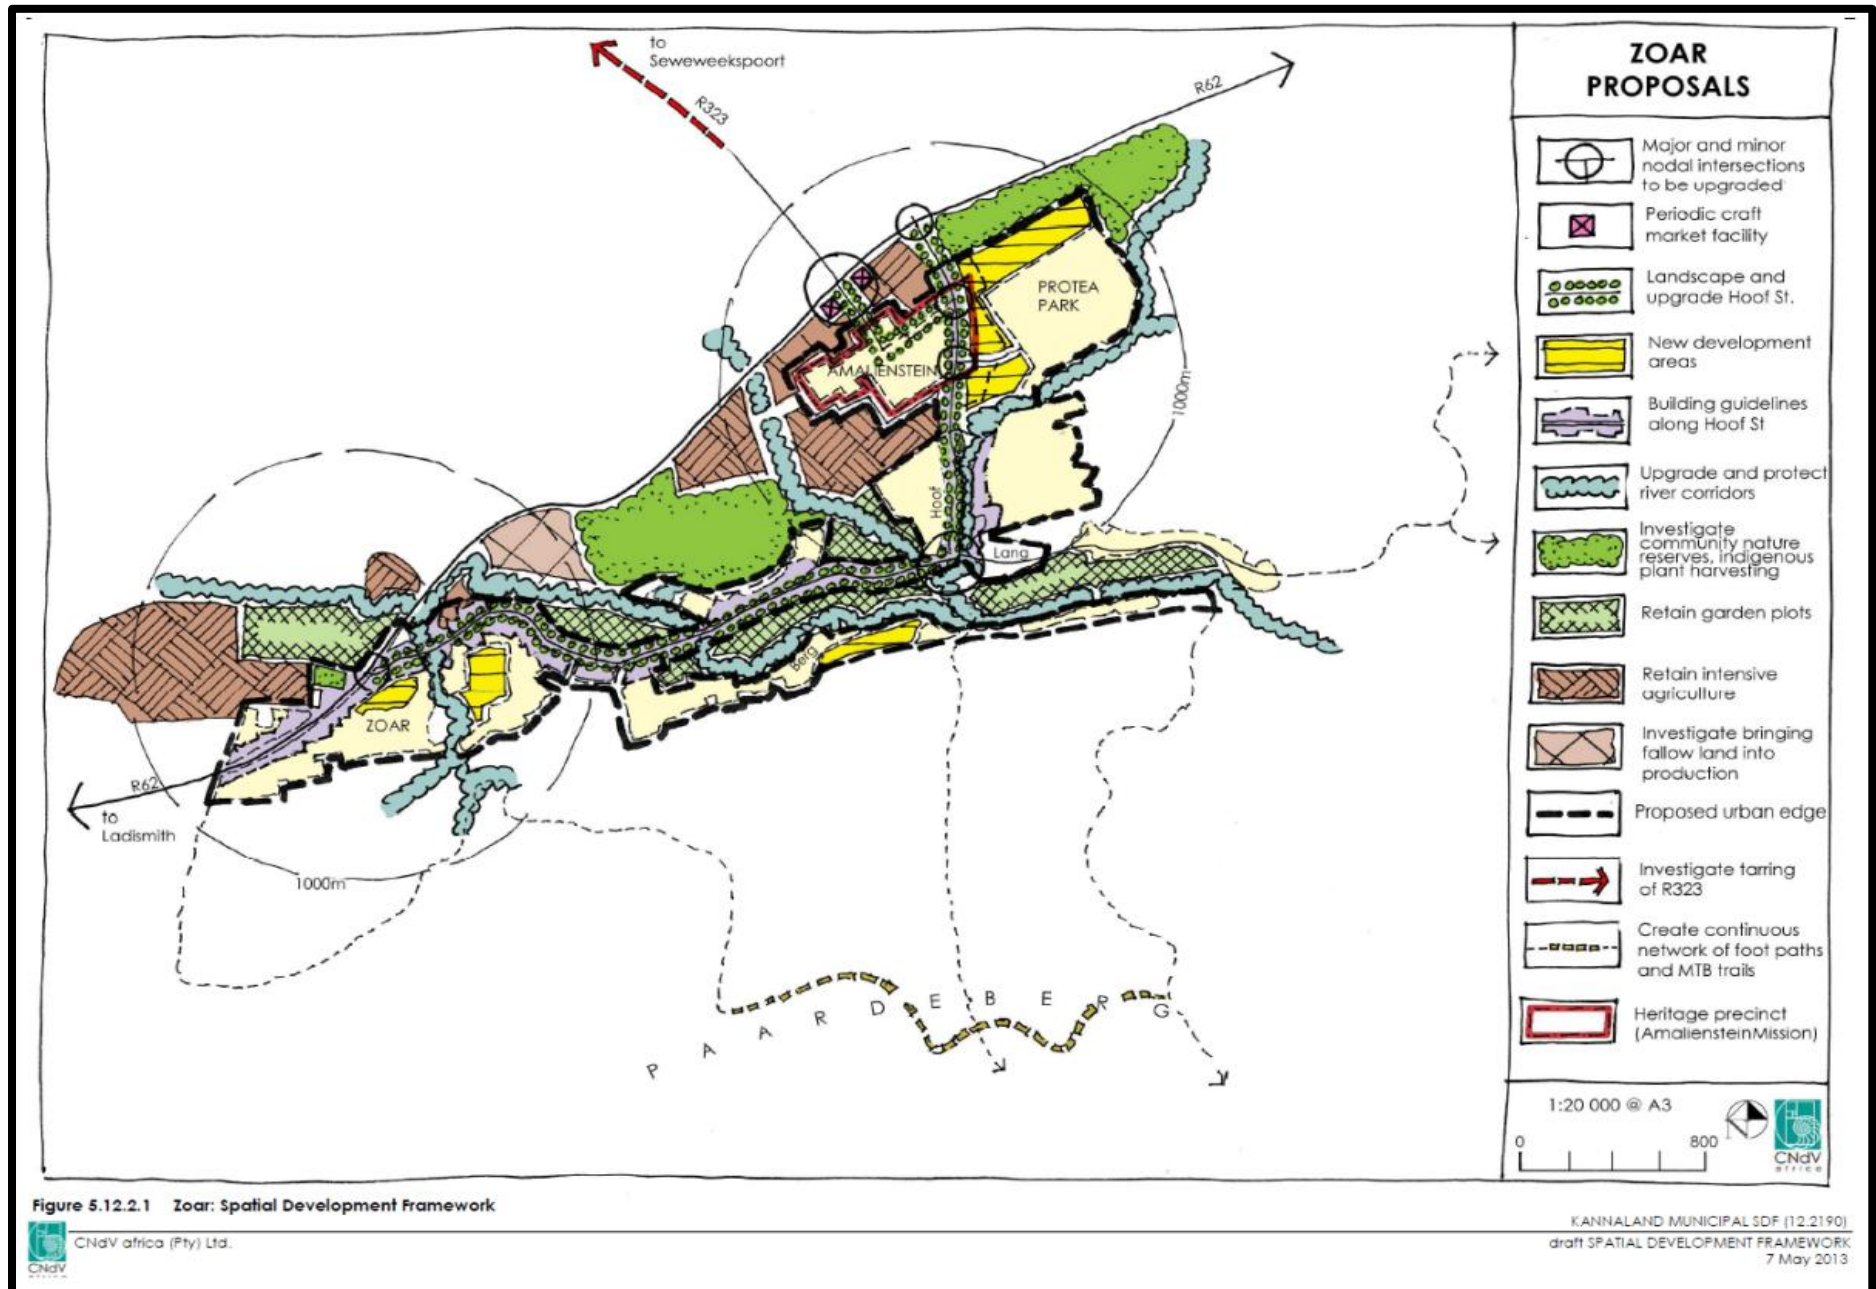 to
Seweweekspoort
R323
R62
PROTEA
PARK
AMALIENSTEIN
1000m
Hoof
Lang
Berg
ZOAR
R62
to
Ladismith
1000m
P A A R D E B E R G
ZOAR
PROPOSALS
Major and minor
nodal intersections
to be upgraded
Periodic craft
market facility
Landscape and
upgrade Hoof St.
New development
areas
Building guidelines
along Hoof St
Upgrade and protect
river corridors
Investigate
community nature
reserves, indigenous
plant harvesting
Retain garden plots
Retain intensive
agriculture
Investigate bringing
fallow land into
production
Proposed urban edge
Investigate tarring
of R323
Create continuous
network of foot paths
and MTB trails
Heritage precinct
(AmaliensteinMission)
1:20 000 @ A3
0 800
CNdV
africa
Figure 5.12.2.1 Zoar: Spatial Development Framework
CNdV africa (Pty) Ltd.
CNdV
africa
KANNALAND MUNICIPAL SDF (12.2190)
draft SPATIAL DEVELOPMENT FRAMEWORK
7 May 2013